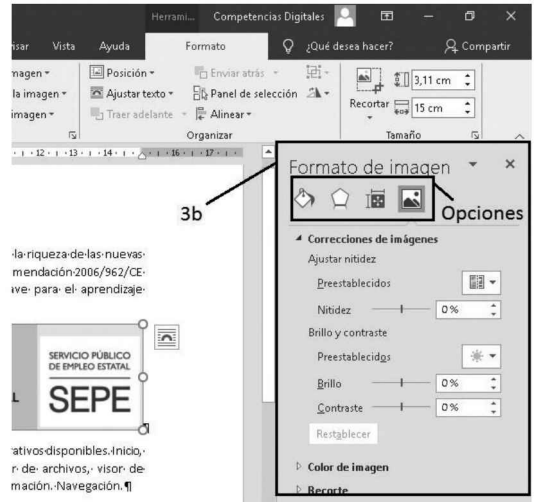 Herrami... Competencias Digitales
isar Vista Ayuda Formato ¿Qué desea hacer? Compartir
magen Posición Enviar atrás 3,11 cm
la imagen Ajustar texto Panel de selección
imagen Traer adelante Alinear Recortar 15 cm
Organizar Tamaño
12 · 13 · 14 · 16 · 17
Formato de imagen
3b
Opciones
Correcciones de imágenes
Ajustar nitidez
Preestablecidos
Nitidez 0 %
Brillo y contraste
Preestablecidos
Brillo 0 %
Contraste 0 %
Restablecer
Color de imagen
Recorte
·la·riqueza·de·las·nuevas·
mendación·2006/962/CE·
ave· para· el· aprendizaje·
SERVICIO PÚBLICO
DE EMPLEO ESTATAL
L SEPE
ativos·disponibles.·Inicio,·
r· de· archivos,· visor· de·
mación.·Navegación.¶